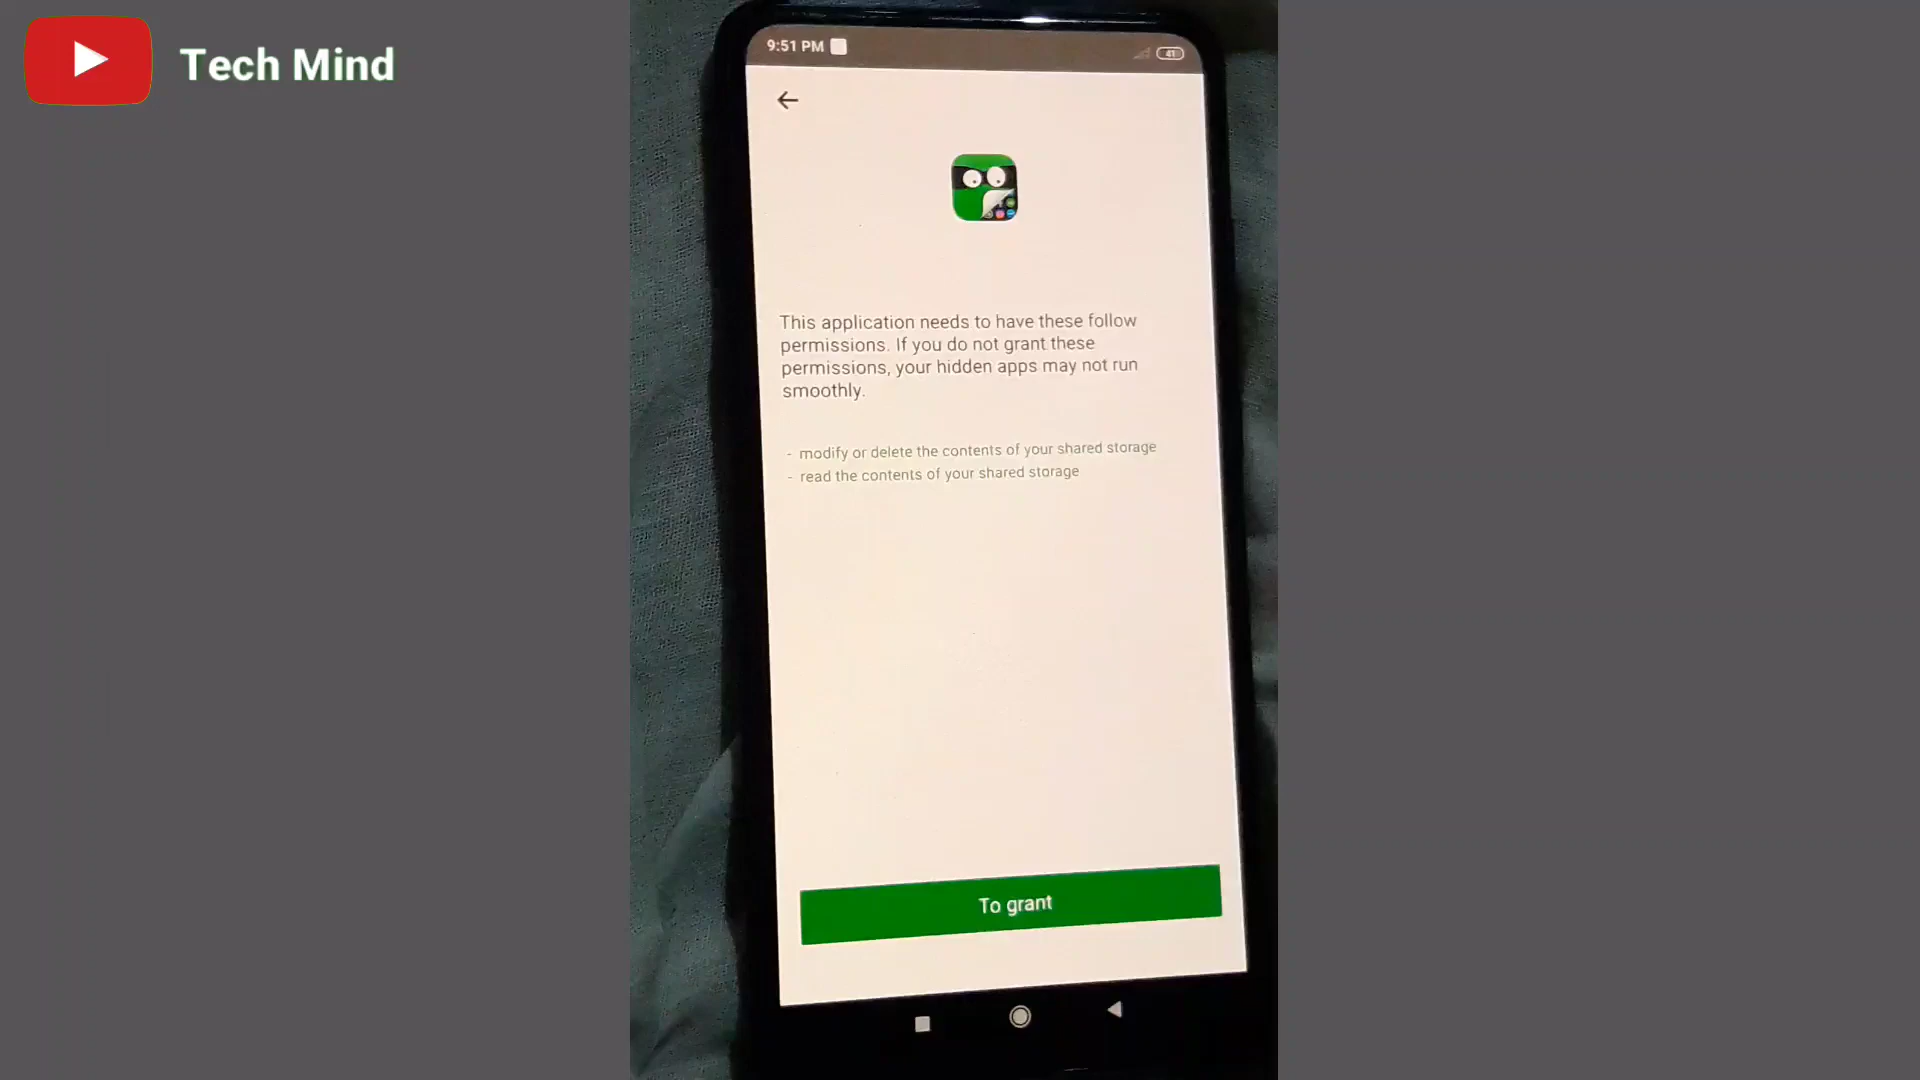 Tech Mind
9:51 PM
41
This application needs to have these follow
permissions. If you do not grant these
permissions, your hidden apps may not run
smoothly.
- modify or delete the contents of your shared storage
- read the contents of your shared storage
To grant